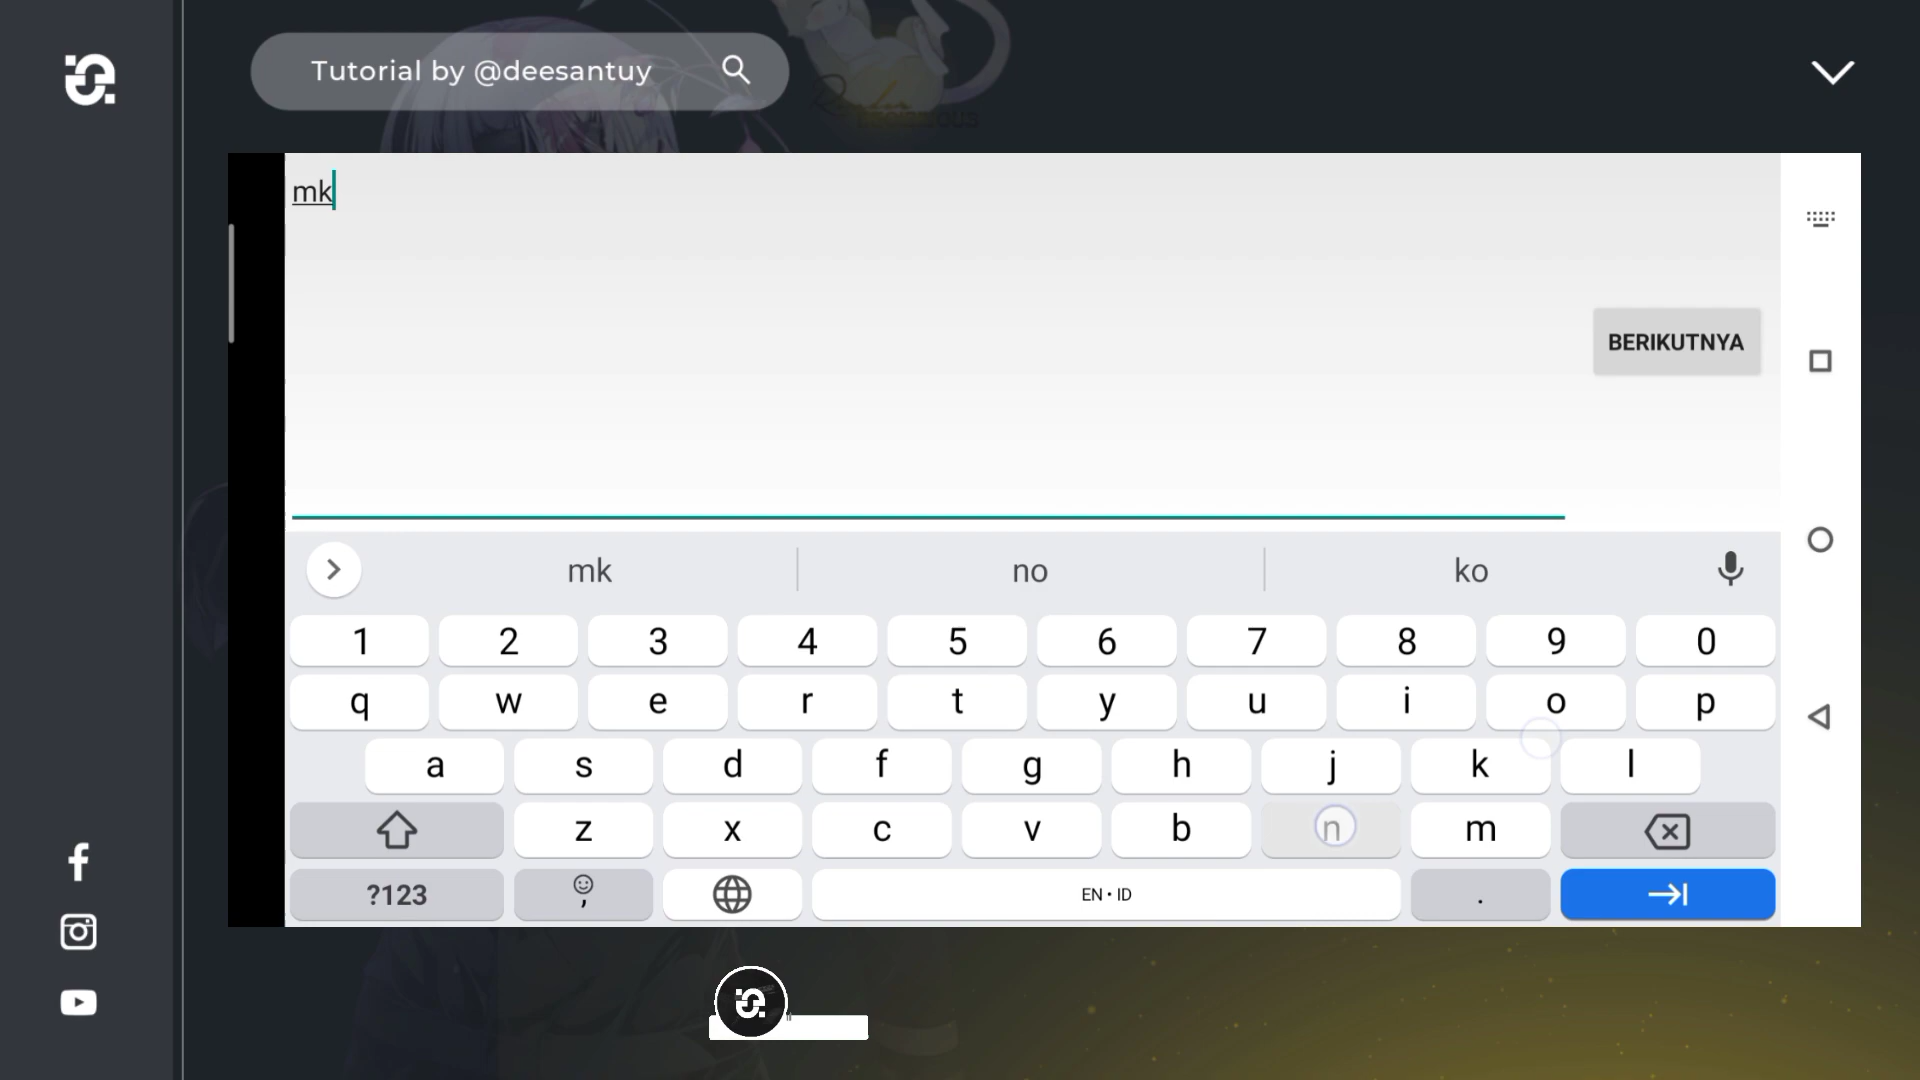 Tutorial by @deesantuy
mk
BERIKUTNYA
mk no ko
1 2 3 4 5 6 7 8 9 0
q w e r t y u i o p
a s d f g h j k l
z x c v b n m
?123 , EN • ID .